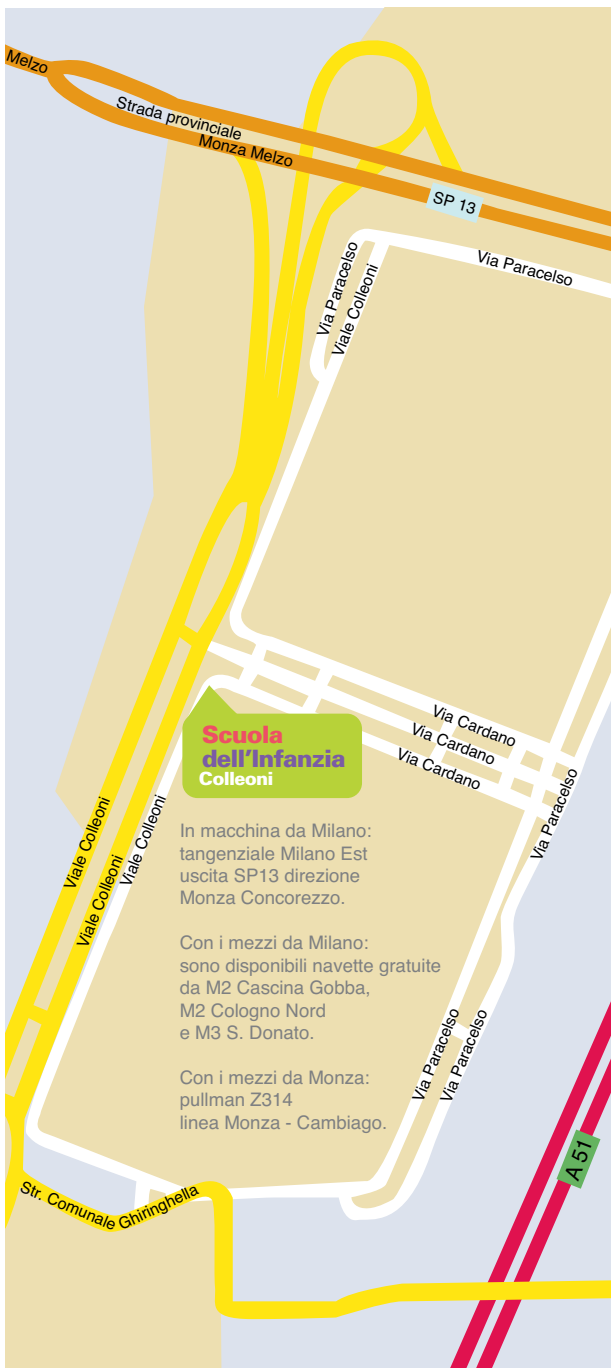 Melzo
Strada provinciale
Monza Melzo
SP 13
Via Paracelso
Via Paracelso
Viale Colleoni
Via Cardano
Via Cardano
Via Cardano
Scuola
dell'Infanzia
Colleoni
Via Paracelso
Viale Colleoni
Viale Colleoni
Viale Colleoni
In macchina da Milano:
tangenziale Milano Est
uscita SP13 direzione
Monza Concorezzo.
Con i mezzi da Milano:
sono disponibili navette gratuite
da M2 Cascina Gobba,
M2 Cologno Nord
e M3 S. Donato.
Con i mezzi da Monza:
pullman Z314
linea Monza - Cambiago.
Via Paracelso
Via Paracelso
A 51
Str. Comunale Ghiringhella